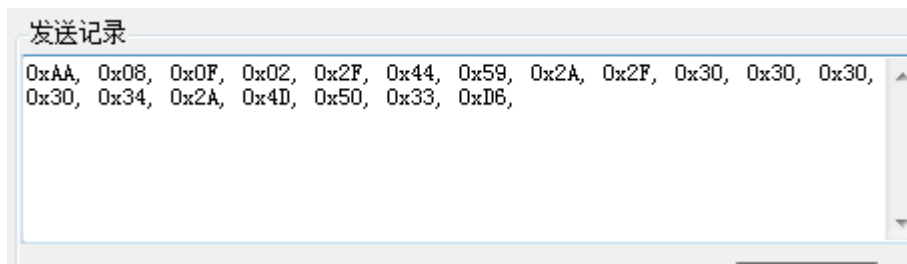 发送记录
0xAA, 0x08, 0x0F, 0x02, 0x2F, 0x44, 0x59, 0x2A, 0x2F, 0x30, 0x30, 0x30,
0x30, 0x34, 0x2A, 0x4D, 0x50, 0x33, 0xD6,